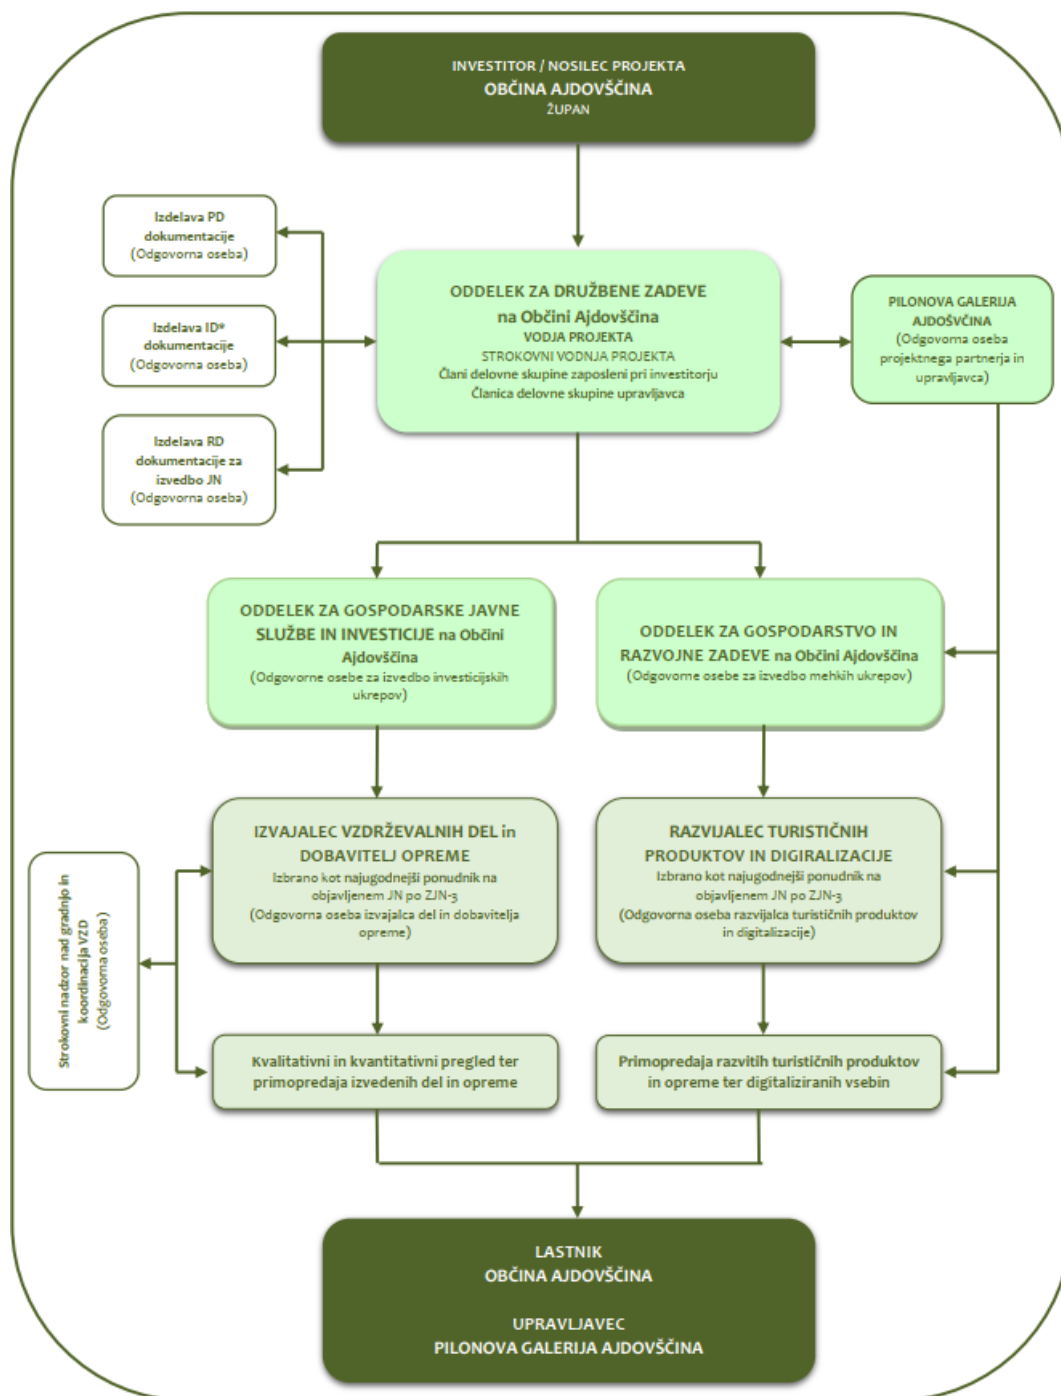 INVESTITOR / NOSILEC PROJEKTA
OBČINA AJDOVŠČINA
ŽUPAN
Izdelava PD
dokumentacije
(Odgovorna oseba)
Izdelava ID*
dokumentacije
(Odgovorna oseba)
Izdelava RD
dokumentacije za
izvedbo JN
(Odgovorna oseba)
ODDELEK ZA DRUŽBENE ZADEVE
na Občini Ajdovščina
VODJA PROJEKTA
STROKOVNI VODNJA PROJEKTA
Člani delovne skupine zaposleni pri investitorju
Članica delovne skupine upravljavca
PILONOVA GALERIJA
AJDOŠVČINA
(Odgovorna oseba
projektnega partnerja in
upravljavca)
ODDELEK ZA GOSPODARSKE JAVNE
SLUŽBE IN INVESTICIJE na Občini
Ajdovščina
(Odgovorne osebe za izvedbo investicijskih
ukrepov)
ODDELEK ZA GOSPODARSTVO IN
RAZVOJNE ZADEVE na Občini Ajdovščina
(Odgovorne osebe za izvedbo mehkih ukrepov)
IZVAJALEC VZDRŽEVALNIH DEL in
DOBAVITELJ OPREME
Izbrano kot najugodnejši ponudnik na
objavljenem JN po ZJN-3
(Odgovorna oseba izvajalca del in dobavitelja
opreme)
RAZVIJALEC TURISTIČNIH
PRODUKTOV IN DIGIRALIZACIJE
Izbrano kot najugodnejši ponudnik na
objavljenem JN po ZJN-3
(Odgovorna oseba razvijalca turističnih produktov
in digitalizacije)
Strokovni nadzor nad gradnjo in
koordinacija VZD
(Odgovorna oseba)
Kvalitativni in kvantitativni pregled ter
primopredaja izvedenih del in opreme
Primopredaja razvitih turističnih produktov
in opreme ter digitaliziranih vsebin
LASTNIK
OBČINA AJDOVŠČINA
UPRAVLJAVEC
PILONOVA GALERIJA AJDOVŠČINA